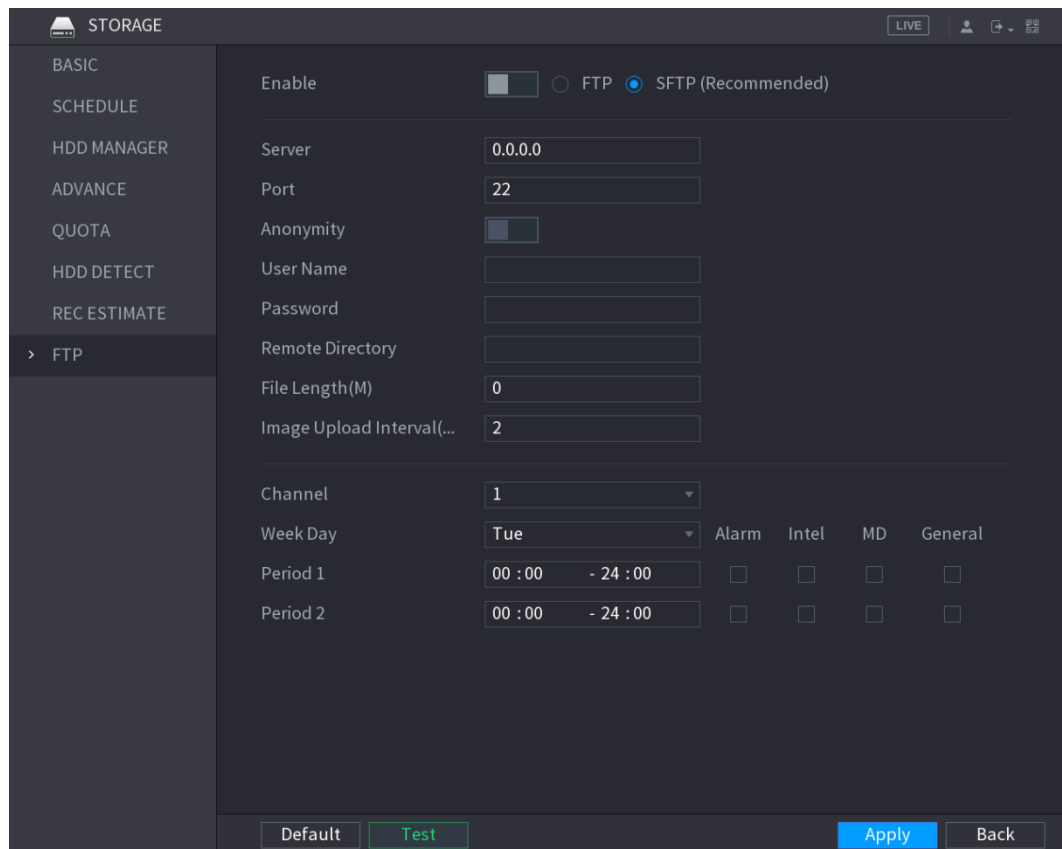 STORAGE LIVE
BASIC
SCHEDULE
HDD MANAGER
ADVANCE
QUOTA
HDD DETECT
REC ESTIMATE
> FTP
Enable FTP SFTP (Recommended)
Server 0.0.0.0
Port 22
Anonymity
User Name
Password
Remote Directory
File Length(M) 0
Image Upload Interval(... 2
Channel 1
Week Day Tue Alarm Intel MD General
Period 1 00 : 00 - 24 : 00
Period 2 00 : 00 - 24 : 00
Default Test Apply Back